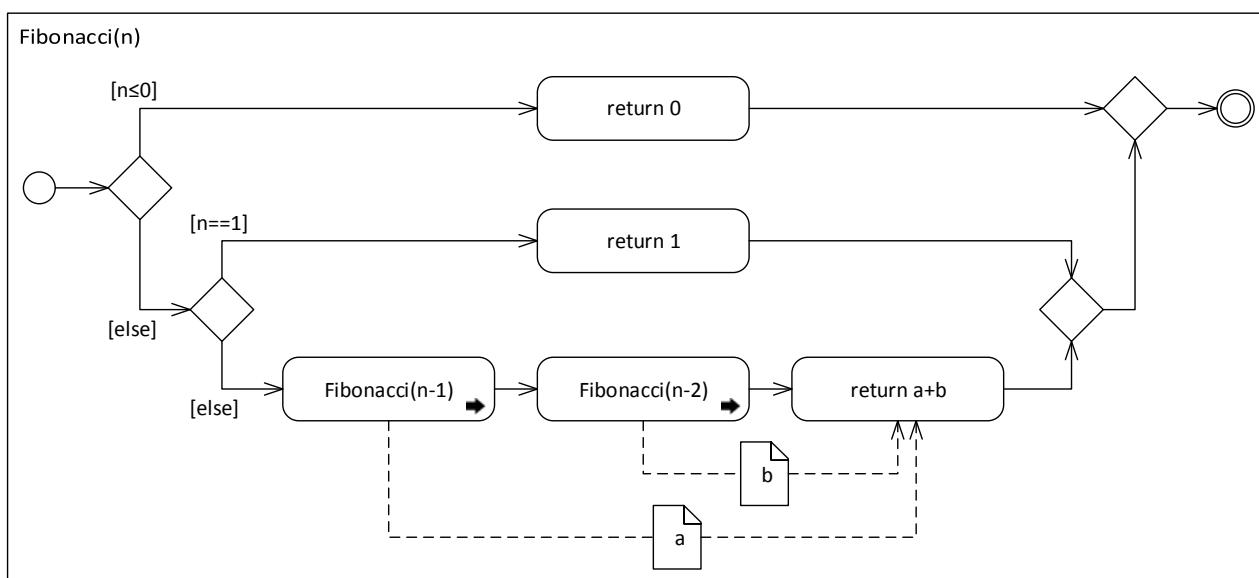 Fibonacci(n)
[n≤0]
return 0
[n==1]
return 1
[else]
Fibonacci(n-1)
Fibonacci(n-2)
return a+b
[else]
b
a